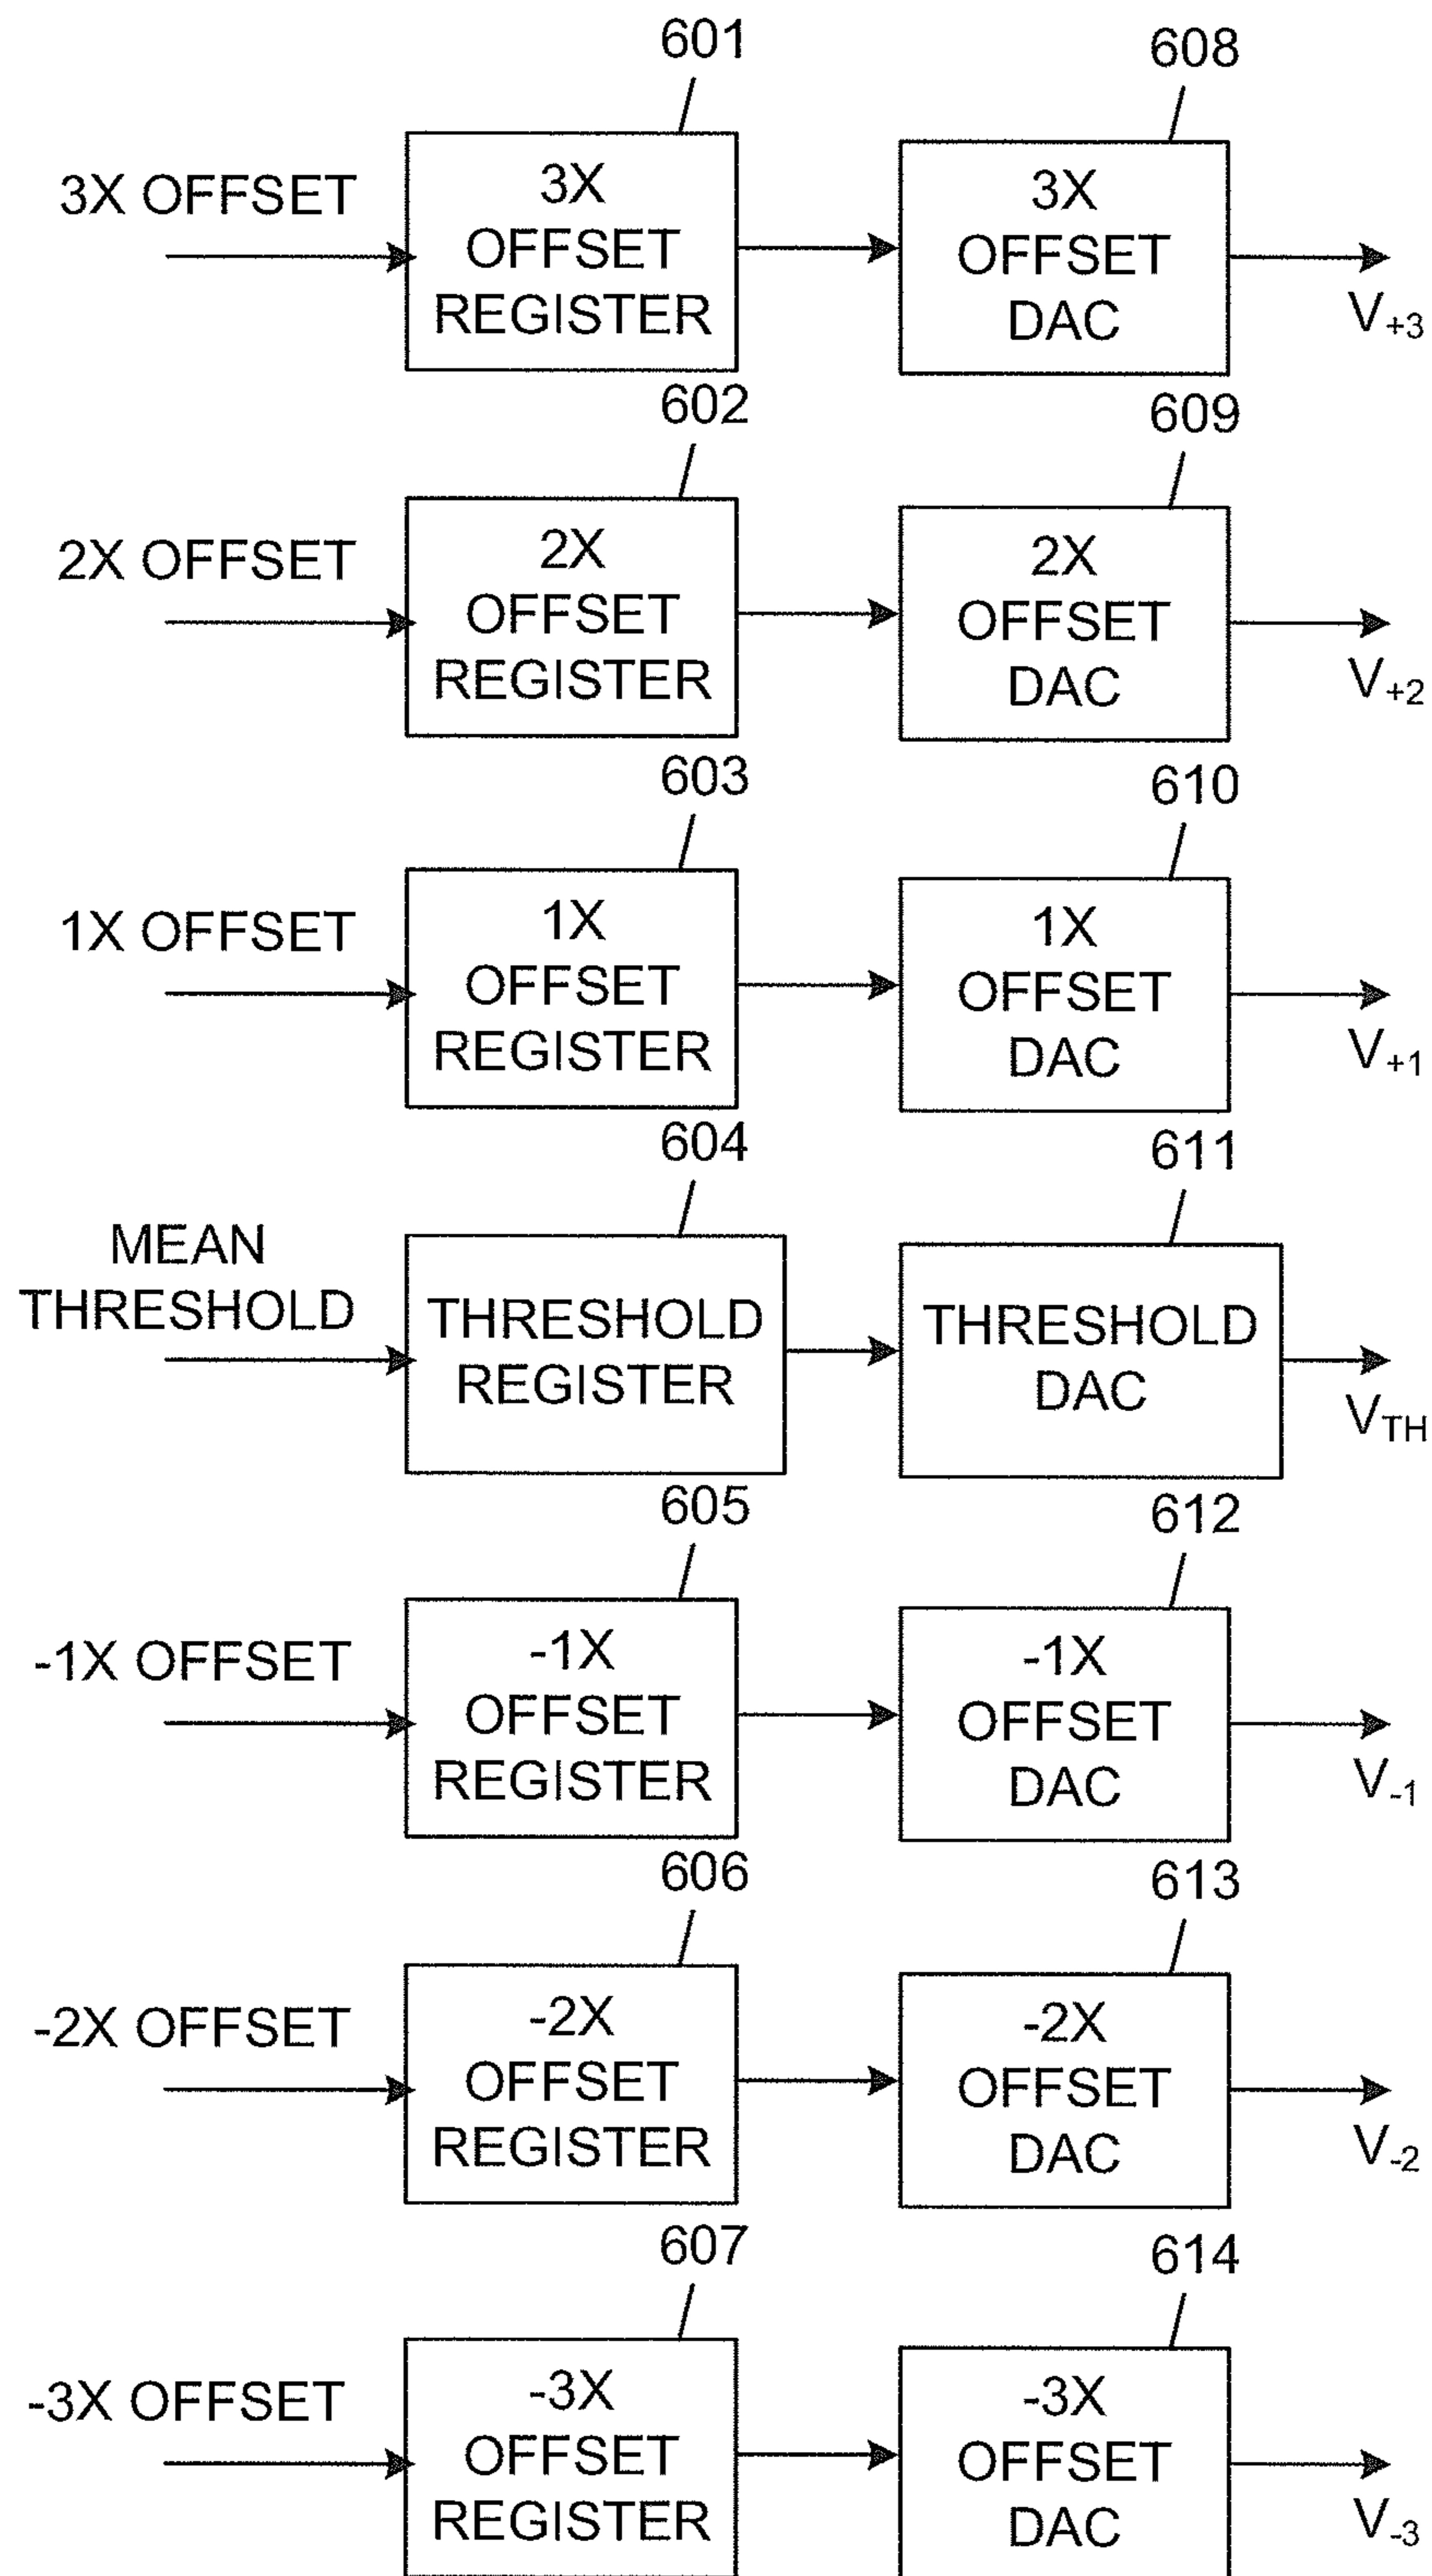 601
608
3X OFFSET
3X
OFFSET
REGISTER
3X
OFFSET
DAC
V+3
602
609
2X OFFSET
2X
OFFSET
REGISTER
2X
OFFSET
DAC
V+2
603
610
1X OFFSET
1X
OFFSET
REGISTER
1X
OFFSET
DAC
V+1
604
611
MEAN
THRESHOLD
THRESHOLD
REGISTER
THRESHOLD
DAC
VTH
605
612
-1X OFFSET
-1X
OFFSET
REGISTER
-1X
OFFSET
DAC
V-1
606
613
-2X OFFSET
-2X
OFFSET
REGISTER
-2X
OFFSET
DAC
V-2
607
614
-3X OFFSET
-3X
OFFSET
REGISTER
-3X
OFFSET
DAC
V-3